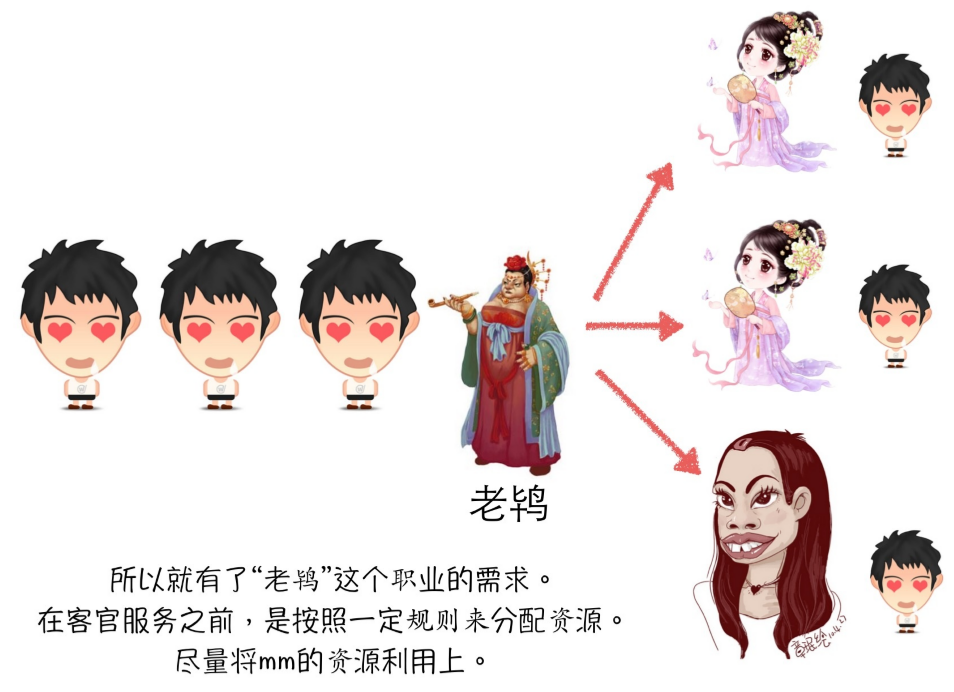 老鸨
所以就有了“老鸨”这个职业的需求。
在客官服务之前，是按照一定规则来分配资源。
尽量将mm的资源利用上。